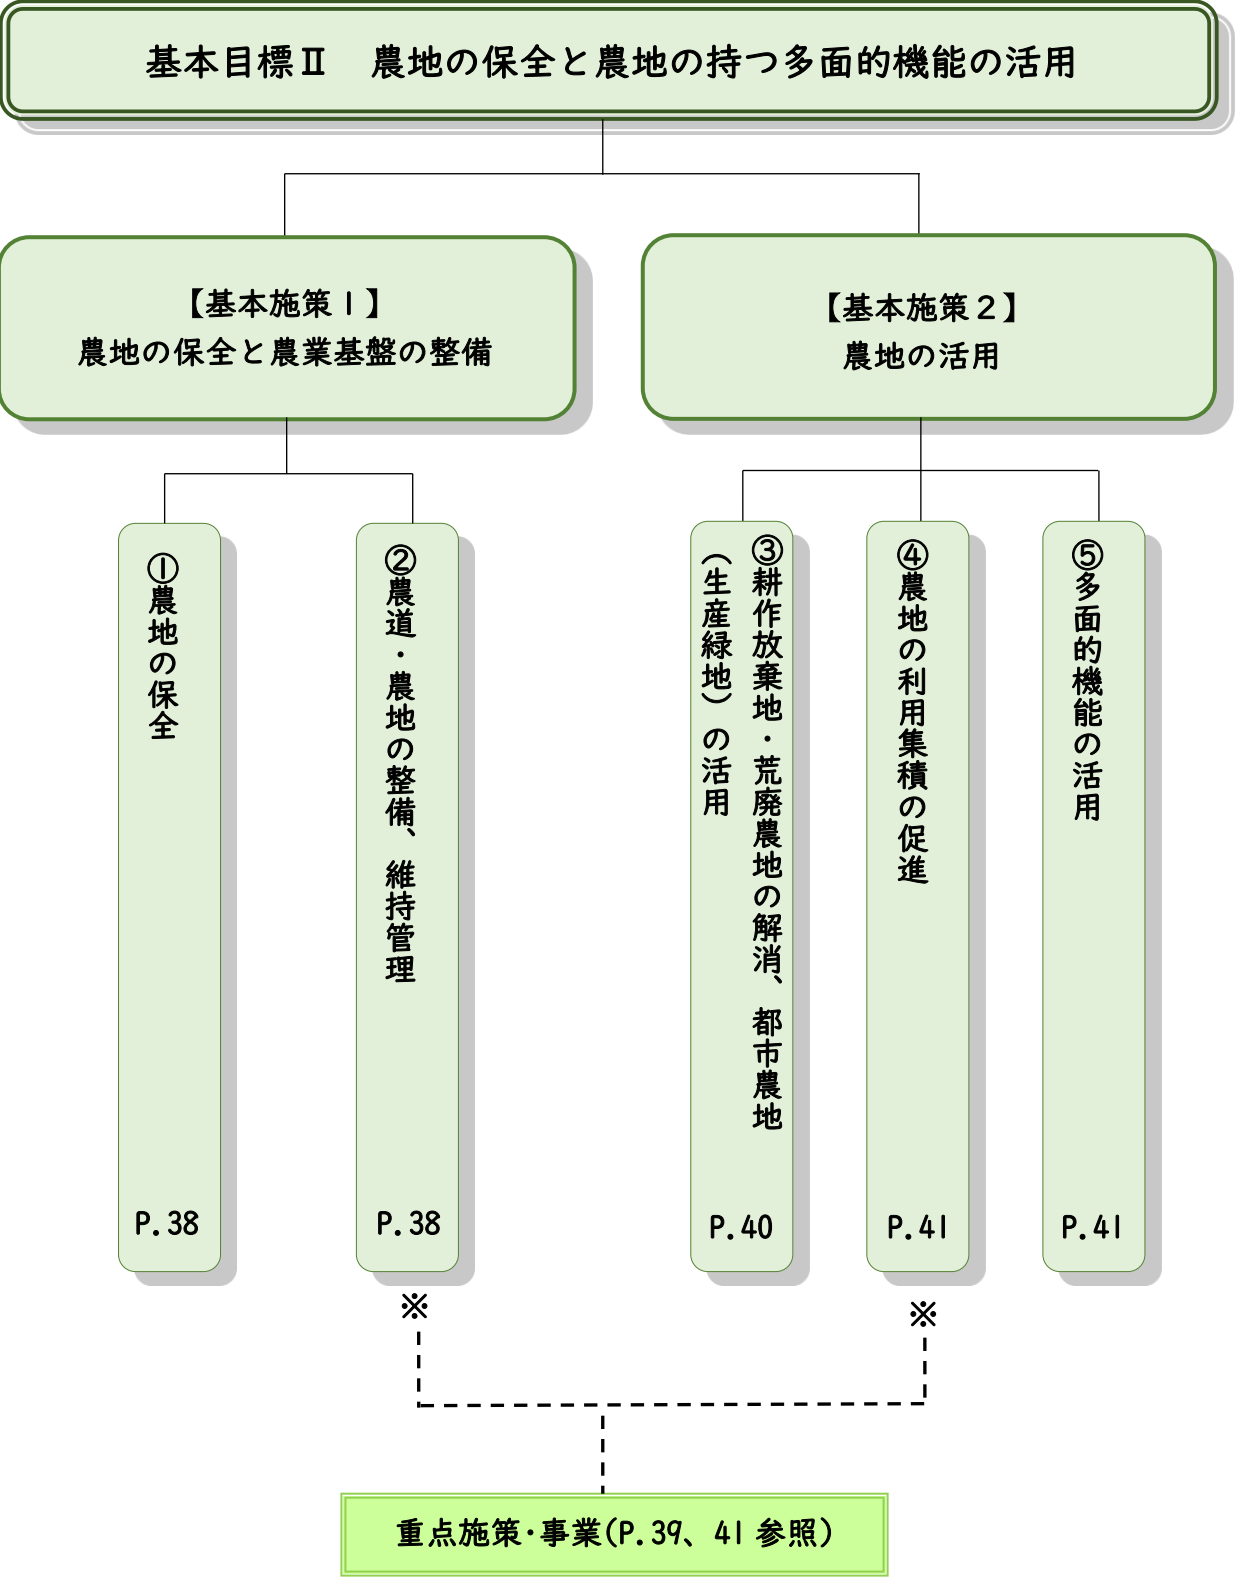 基本目標Ⅱ　農地の保全と農地の持つ多面的機能の活用
【基本施策１】
農地の保全と農業基盤の整備
【基本施策２】
農地の活用
①農地の保全
P.38
②農道・農地の整備、維持管理
P.38
③耕作放棄地・荒廃農地の解消、都市農地
（生産緑地）の活用
P.40
④農地の利用集積の促進
P.41
⑤多面的機能の活用
P.41
※
※
重点施策・事業(P.39、41参照)